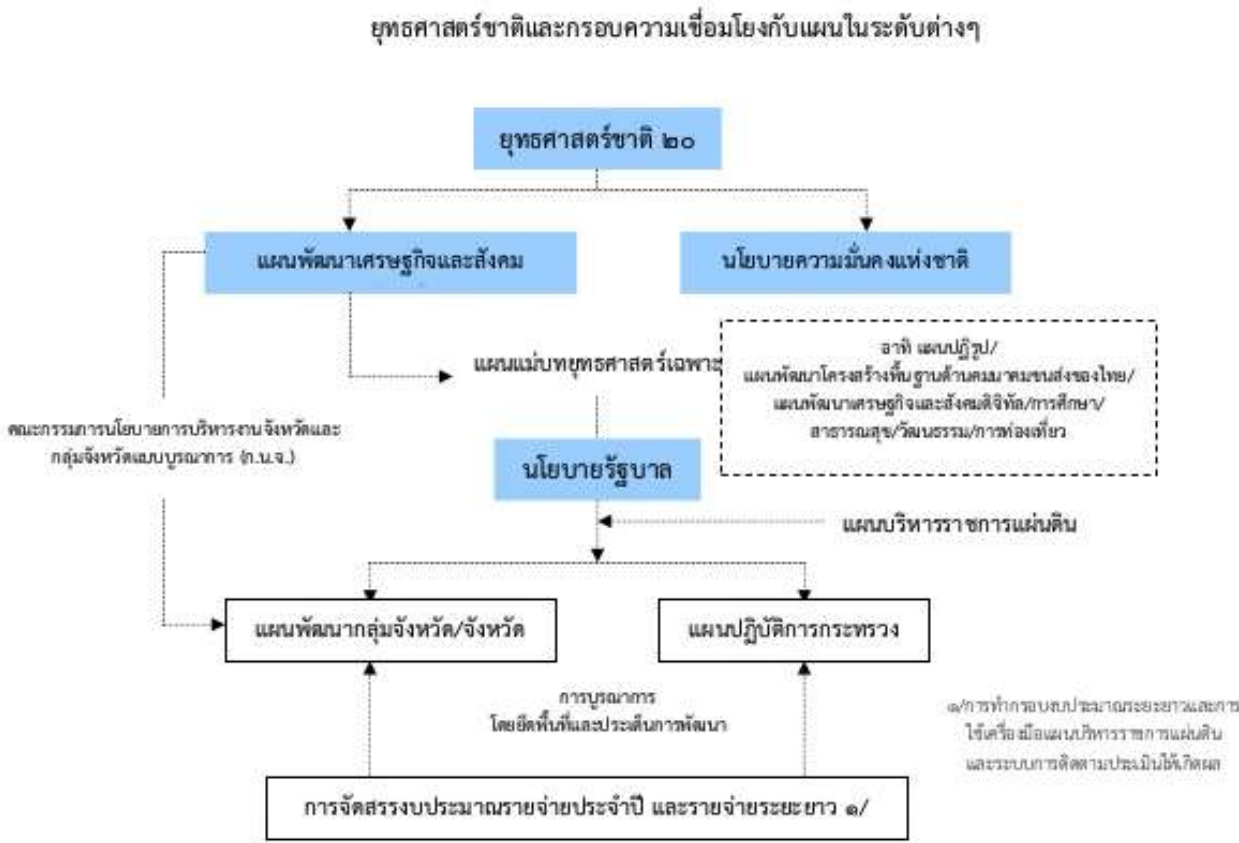 ยุทธศาสตร์ชาติและกรอบความเชื่อมโยงกับแผนในระดับต่างๆ
ยุทธศาสตร์ชาติ ๒๐
แผนพัฒนาเศรษฐกิจและสังคม
นโยบายความมั่นคงแห่งชาติ
แผนแม่บทยุทธศาสตร์เฉพาะ
อาทิ แผนปฏิรูป/
แผนพัฒนาโครงสร้างพื้นฐานด้านคมนาคมขนส่งของไทย/
แผนพัฒนาเศรษฐกิจและสังคมดิจิทัล/การศึกษา/
สาธารณสุข/วัฒนธรรม/การท่องเที่ยว
คณะกรรมการนโยบายการบริหารงานจังหวัดและ
กลุ่มจังหวัดแบบบูรณาการ (ก.น.จ.)
นโยบายรัฐบาล
แผนบริหารราชการแผ่นดิน
แผนพัฒนากลุ่มจังหวัด/จังหวัด
แผนปฏิบัติการกระทรวง
การบูรณาการ
โดยยึดพื้นที่และประเด็นการพัฒนา
๑/การทำกรอบงบประมาณระยะยาวและการ
ใช้เครื่องมือแผนบริหารราชการแผ่นดิน
และระบบการติดตามประเมินให้เกิดผล
การจัดสรรงบประมาณรายจ่ายประจำปี และรายจ่ายระยะยาว ๑/